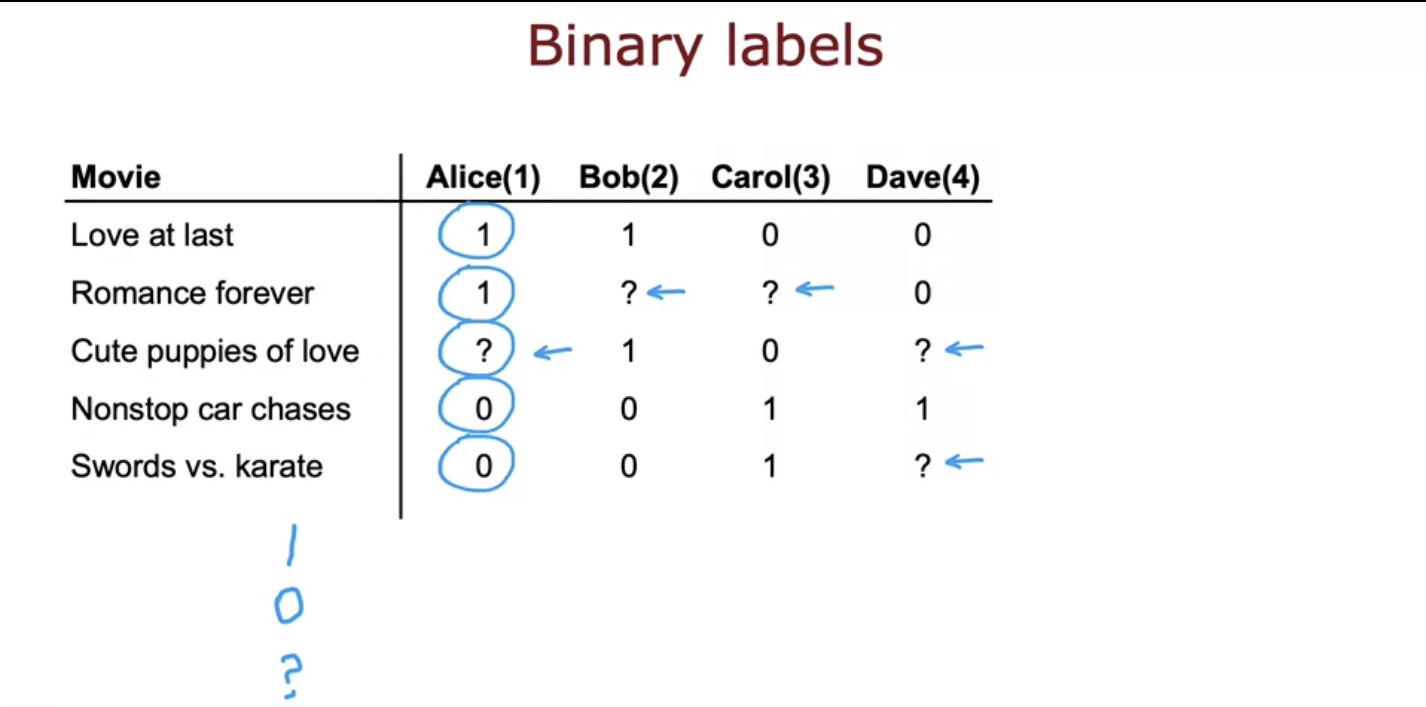 Binary labels
Movie Alice(1) Bob(2) Carol(3) Dave(4)
Love at last 1 1 0 0
Romance forever 1 ? ? 0
Cute puppies of love ? 1 0 ?
Nonstop car chases 0 0 1 1
Swords vs. karate 0 0 1 ?
1
0
?